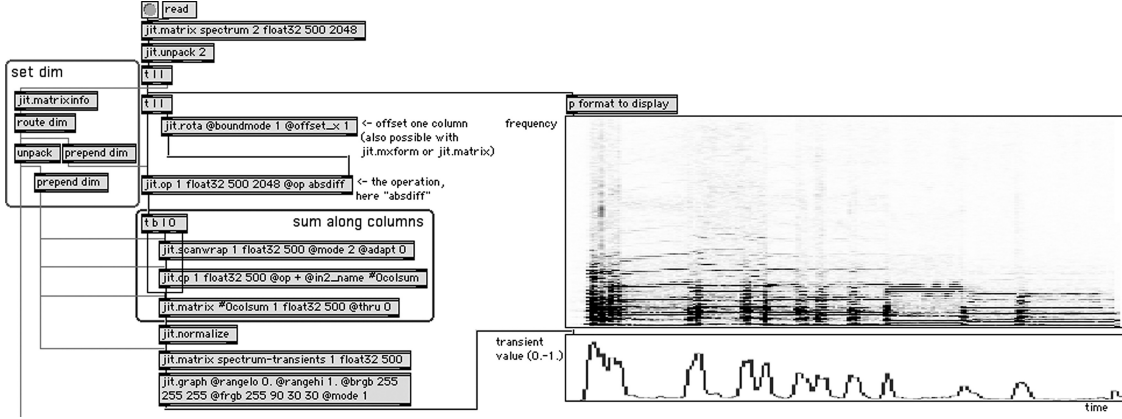 read
jit.matrix spectrum 2 float32 500 2048
jit.unpack 2
t l l
set dim
jit.matrixinfo
route dim
unpack
prepend dim
prepend dim
t l l
jit.rota @boundmode 1 @offset_x 1
<- offset one column
(also possible with
jit.mxform or jit.matrix)
jit.op 1 float32 500 2048 @op absdiff
<- the operation,
here "absdiff"
t b l 0
sum along columns
jit.scanwrap 1 float32 500 @mode 2 @adapt 0
jit.op 1 float32 500 @op + @in2_name #0colsum
jit.matrix #0colsum 1 float32 500 @thru 0
jit.normalize
jit.matrix spectrum-transients 1 float32 500
jit.graph @rangelo 0. @rangehi 1. @brgb 255
255 255 @frgb 255 90 30 30 @mode 1
p format to display
frequency
transient
value (0.-1.)
time